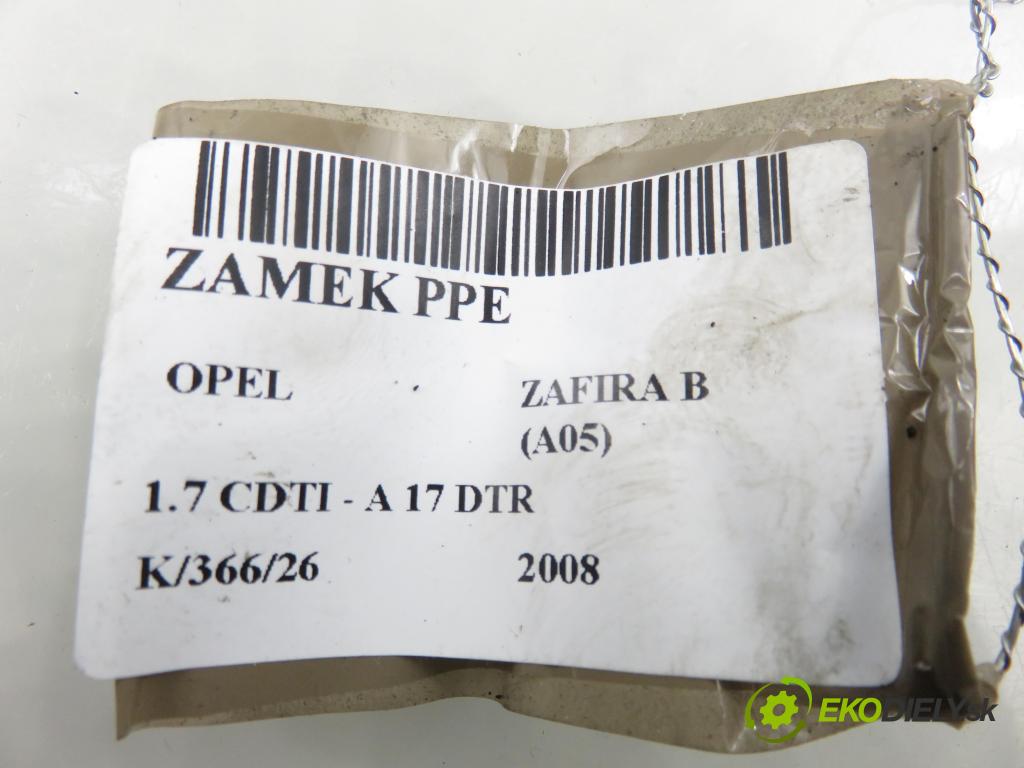 ZAMEK PPE
OPEL ZAFIRA B
(A05)
1.7 CDTI - A 17 DTR
K/366/26 2008
EKODIELY.sk